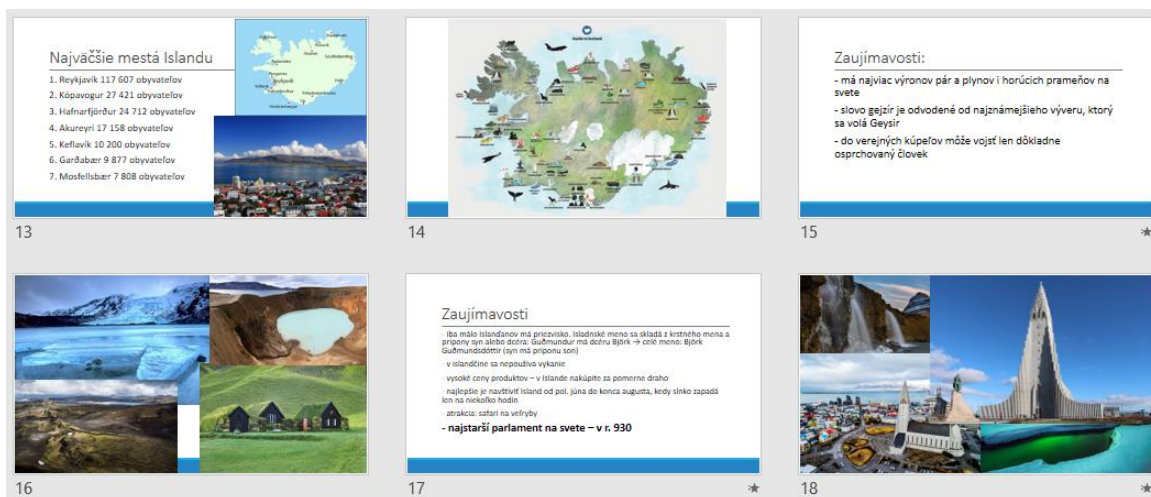 Najväčšie mestá Islandu
1. Reykjavík 117 607 obyvateľov
2. Kópavogur 27 421 obyvateľov
3. Hafnarfjörður 24 712 obyvateľov
4. Akureyri 17 158 obyvateľov
5. Keflavík 10 200 obyvateľov
6. Garðabær 9 877 obyvateľov
7. Mosfellsbær 7 808 obyvateľov
13
14
Zaujímavosti:
- má najviac výronov pár a plynov i horúcich prameňov na
svete
- slovo gejzír je odvodené od najznámejšieho výveru, ktorý
sa volá Geysir
- do verejných kúpeľov môže vojsť len dôkladne
osprchovaný človek
15
16
Zaujímavosti
- iba málo Islanďanov má priezvisko. Isladnské meno sa skladá z krstného mena a
prípony syn alebo dcéra: Guðmundur má dcéru Björk → celé meno: Björk
Guðmundsdóttir (syn má príponu son)
- v islandčine sa nepoužíva vykanie
- vysoké ceny produktov – v Islande nakúpite za pomerne draho
- najlepšie je navštíviť Island od pol. júna do konca augusta, kedy slnko zapadá
len na niekoľko hodín
- atrakcia: safari na veľryby
- najstarší parlament na svete – v r. 930
17
18